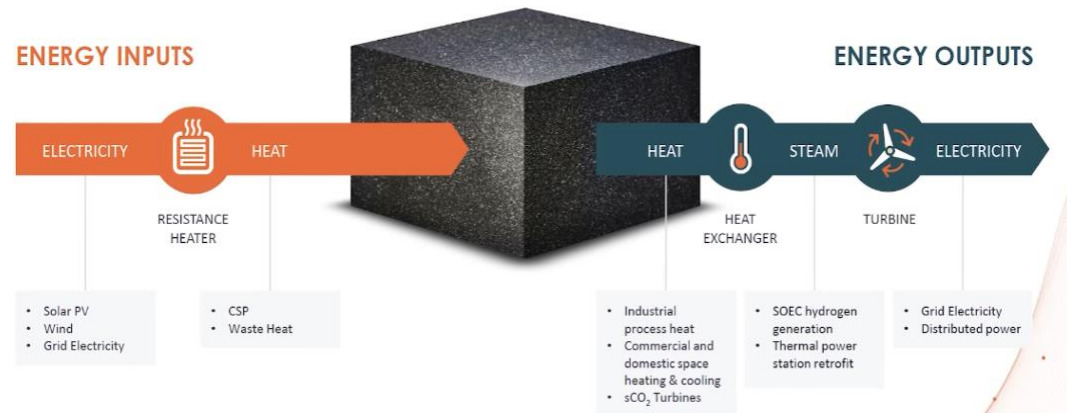 ENERGY INPUTS
ENERGY OUTPUTS
ELECTRICITY
HEAT
HEAT
STEAM
ELECTRICITY
RESISTANCE
HEATER
HEAT
EXCHANGER
TURBINE
• Solar PV
• Wind
• Grid Electricity
• CSP
• Waste Heat
• Industrial
process heat
• Commercial and
domestic space
heating & cooling
• sCO₂ Turbines
• SOEC hydrogen
generation
• Thermal power
station retrofit
• Grid Electricity
• Distributed power